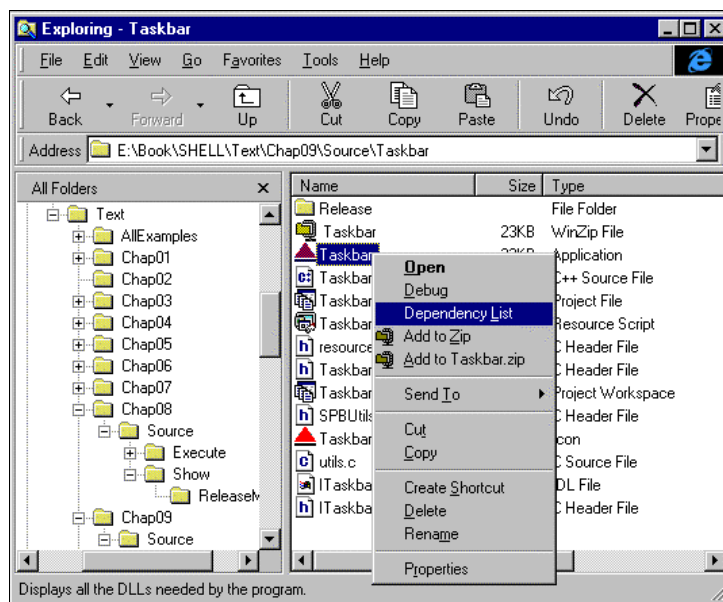 Exploring - Taskbar
File Edit View Go Favorites Tools Help
Back Forward Up Cut Copy Paste Undo Delete Prope
Address E:\Book\SHELL\Text\Chap09\Source\Taskbar
All Folders
Name Size Type
Text
AllExamples
Chap01
Chap02
Chap03
Chap04
Chap05
Chap06
Chap07
Chap08
Source
Execute
Show
ReleaseM
Chap09
Source
Release File Folder
Taskbar 23KB WinZip File
Taskbar Application
Taskbar C++ Source File
Taskbar Project File
Taskbar Resource Script
resource C Header File
Taskbar C Header File
Taskbar Project Workspace
SPBUtils C Header File
Taskbar Icon
utils.c C Source File
ITaskba IDL File
ITaskba C Header File
Open
Debug
Dependency List
Add to Zip
Add to Taskbar.zip
Send To
Cut
Copy
Create Shortcut
Delete
Rename
Properties
Displays all the DLLs needed by the program.